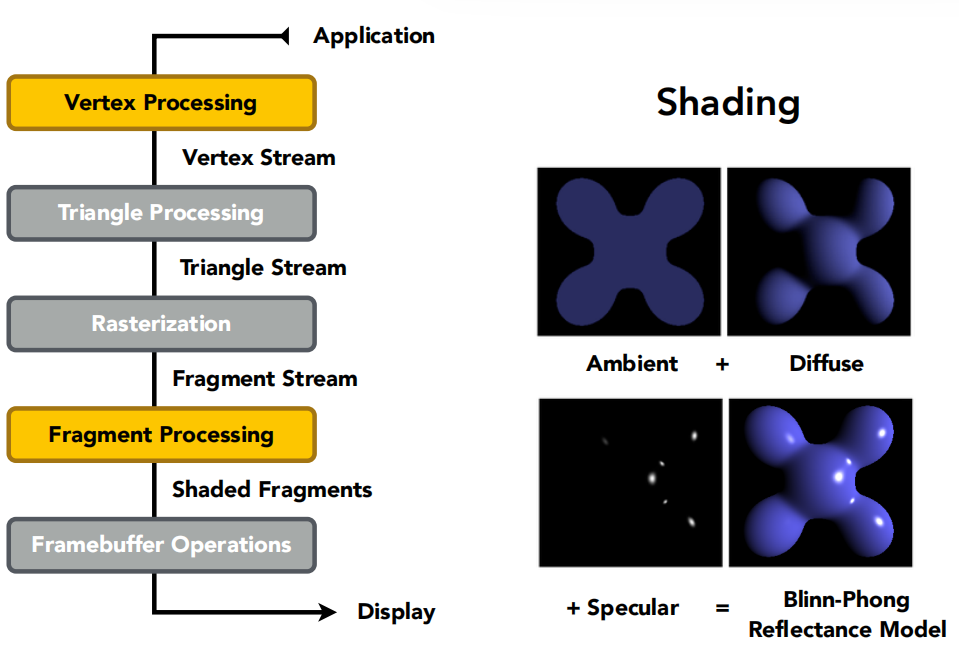 Application
Vertex Processing
Vertex Stream
Triangle Processing
Triangle Stream
Rasterization
Fragment Stream
Fragment Processing
Shaded Fragments
Framebuffer Operations
Display
Shading
Ambient + Diffuse
+ Specular = Blinn-Phong
Reflectance Model